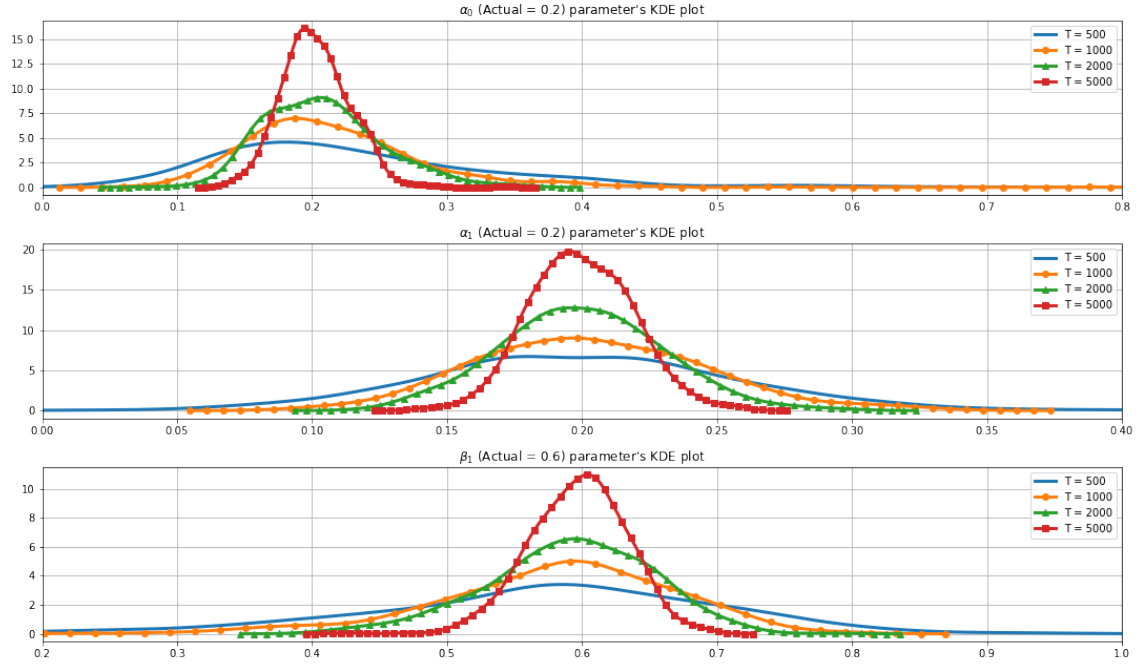 α0 (Actual = 0.2) parameter's KDE plot
15.0
12.5
10.0
7.5
5.0
2.5
0.0
T = 500
T = 1000
T = 2000
T = 5000
0.0 0.1 0.2 0.3 0.4 0.5 0.6 0.7 0.8
α1 (Actual = 0.2) parameter's KDE plot
20
15
10
5
0
T = 500
T = 1000
T = 2000
T = 5000
0.00 0.05 0.10 0.15 0.20 0.25 0.30 0.35 0.40
β1 (Actual = 0.6) parameter's KDE plot
10
8
6
4
2
0
T = 500
T = 1000
T = 2000
T = 5000
0.2 0.3 0.4 0.5 0.6 0.7 0.8 0.9 1.0